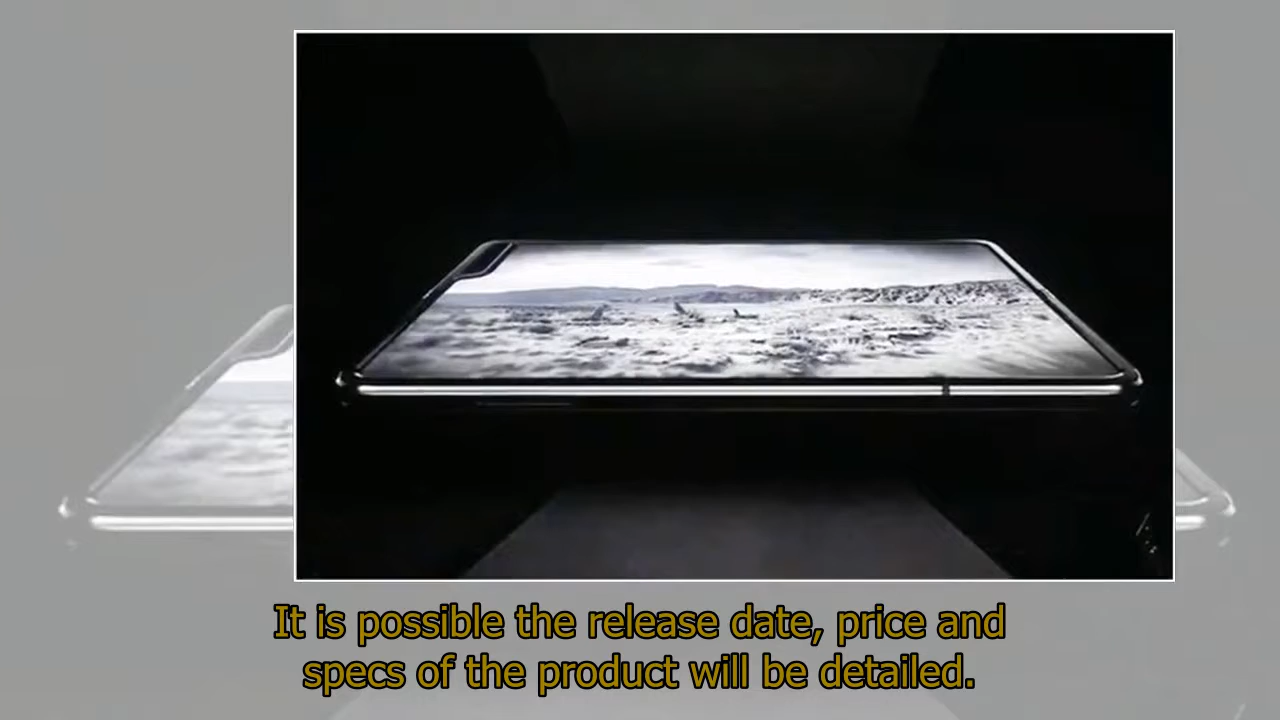 It is possible the release date, price and
specs of the product will be detailed.